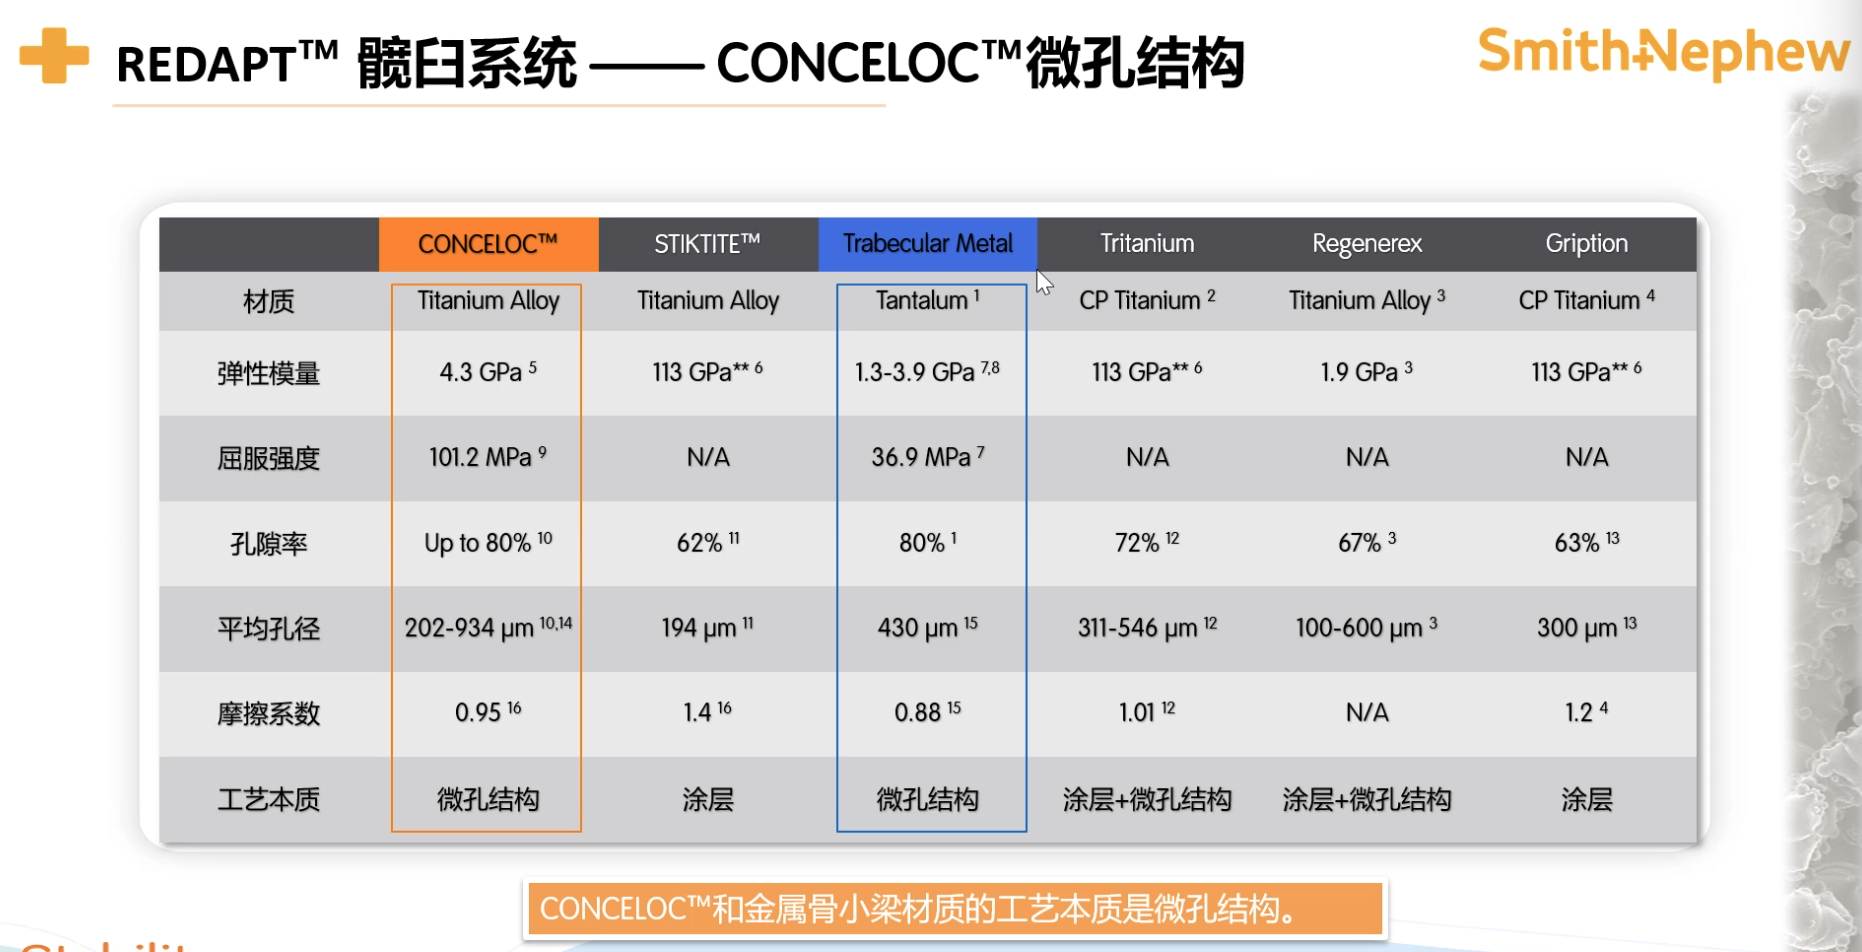 REDAPT™ 髋臼系统 —— CONCELOC™微孔结构
Smith+Nephew
CONCELOC™ STIKTITE™ Trabecular Metal Tritanium Regenerex Gription
材质 Titanium Alloy Titanium Alloy Tantalum 1 CP Titanium 2 Titanium Alloy 3 CP Titanium 4
弹性模量 4.3 GPa 5 113 GPa** 6 1.3-3.9 GPa 7,8 113 GPa** 6 1.9 GPa 3 113 GPa** 6
屈服强度 101.2 MPa 9 N/A 36.9 MPa 7 N/A N/A N/A
孔隙率 Up to 80% 10 62% 11 80% 1 72% 12 67% 3 63% 13
平均孔径 202-934 µm 10,14 194 µm 11 430 µm 15 311-546 µm 12 100-600 µm 3 300 µm 13
摩擦系数 0.95 16 1.4 16 0.88 15 1.01 12 N/A 1.2 4
工艺本质 微孔结构 涂层 微孔结构 涂层+微孔结构 涂层+微孔结构 涂层
CONCELOC™和金属骨小梁材质的工艺本质是微孔结构。